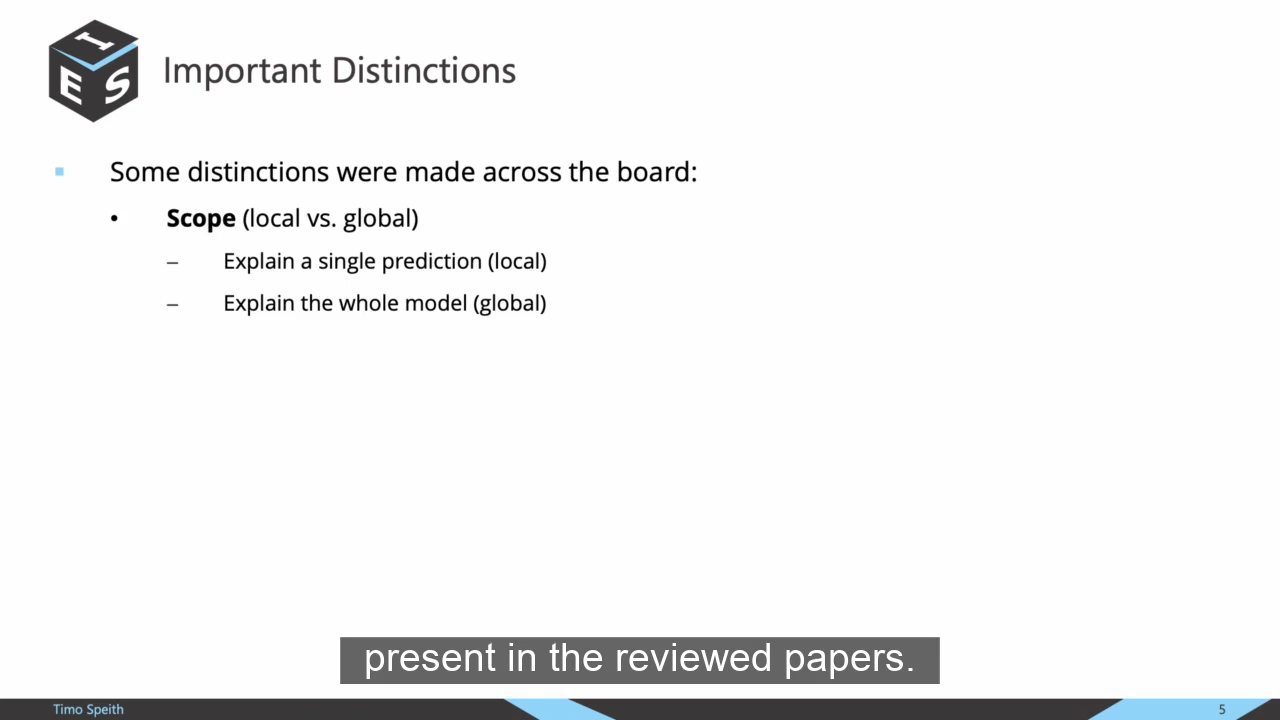 I
E S
Important Distinctions
▪ Some distinctions were made across the board:
• Scope (local vs. global)
– Explain a single prediction (local)
– Explain the whole model (global)
present in the reviewed papers.
Timo Speith
5